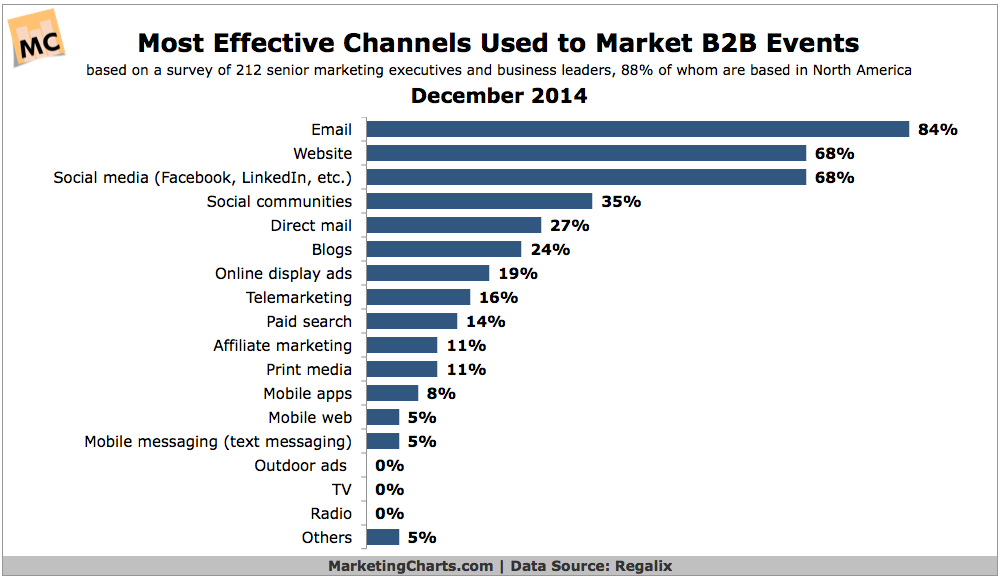 MC
Most Effective Channels Used to Market B2B Events
based on a survey of 212 senior marketing executives and business leaders, 88% of whom are based in North America
December 2014
Email 84%
Website 68%
Social media (Facebook, LinkedIn, etc.) 68%
Social communities 35%
Direct mail 27%
Blogs 24%
Online display ads 19%
Telemarketing 16%
Paid search 14%
Affiliate marketing 11%
Print media 11%
Mobile apps 8%
Mobile web 5%
Mobile messaging (text messaging) 5%
Outdoor ads 0%
TV 0%
Radio 0%
Others 5%
MarketingCharts.com | Data Source: Regalix